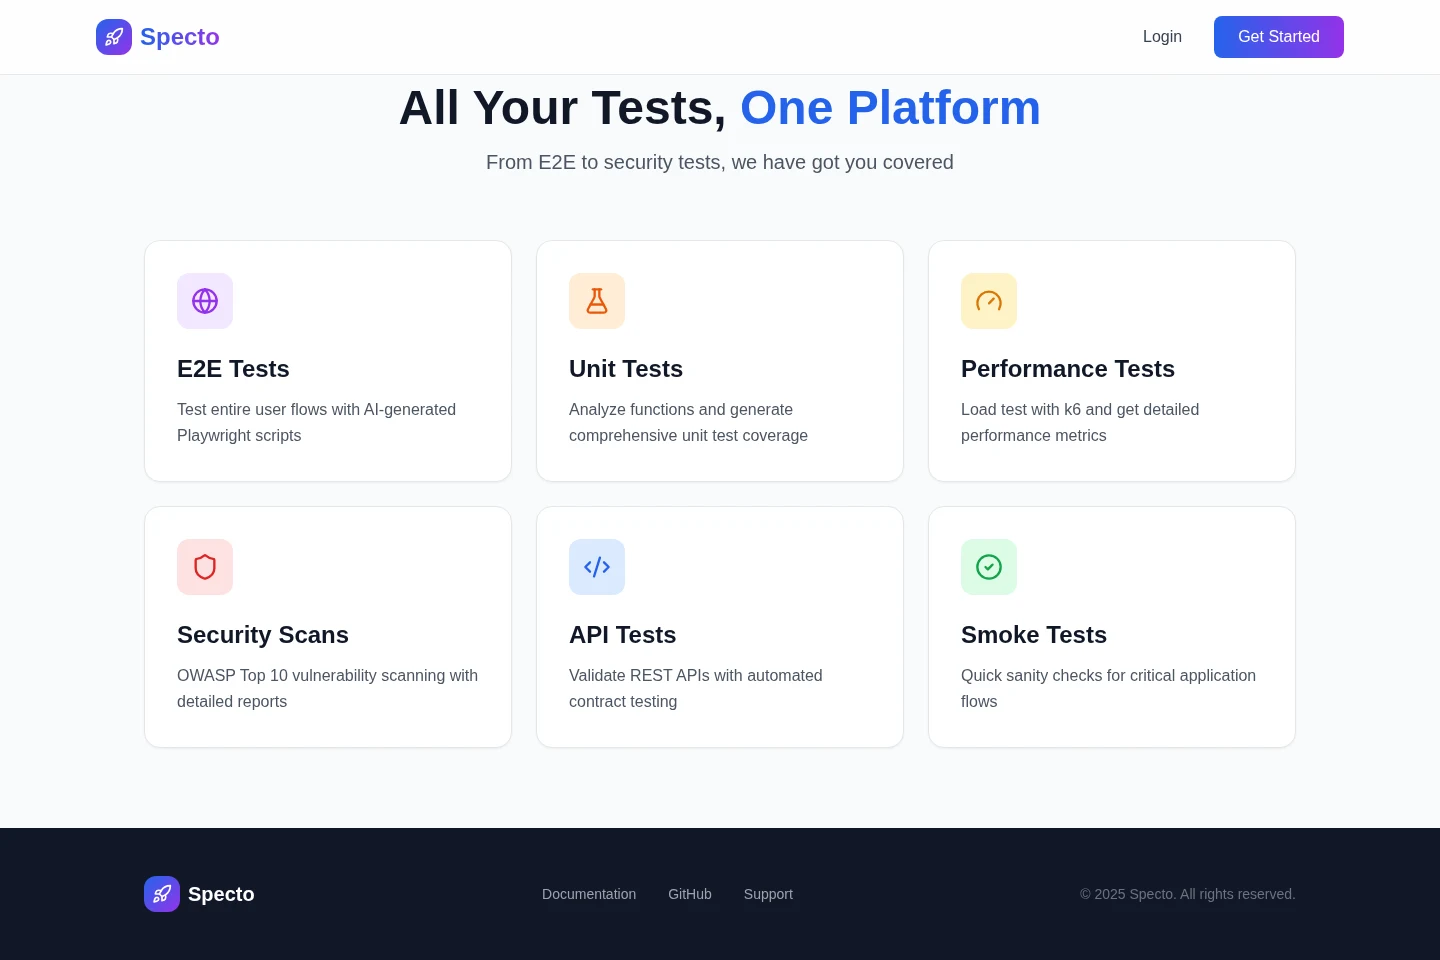 Specto
Login
Get Started
All Your Tests, One Platform
From E2E to security tests, we have got you covered
E2E Tests
Test entire user flows with AI-generated
Playwright scripts
Unit Tests
Analyze functions and generate
comprehensive unit test coverage
Performance Tests
Load test with k6 and get detailed
performance metrics
Security Scans
OWASP Top 10 vulnerability scanning with
detailed reports
API Tests
Validate REST APIs with automated
contract testing
Smoke Tests
Quick sanity checks for critical application
flows
Specto
Documentation
GitHub
Support
© 2025 Specto. All rights reserved.